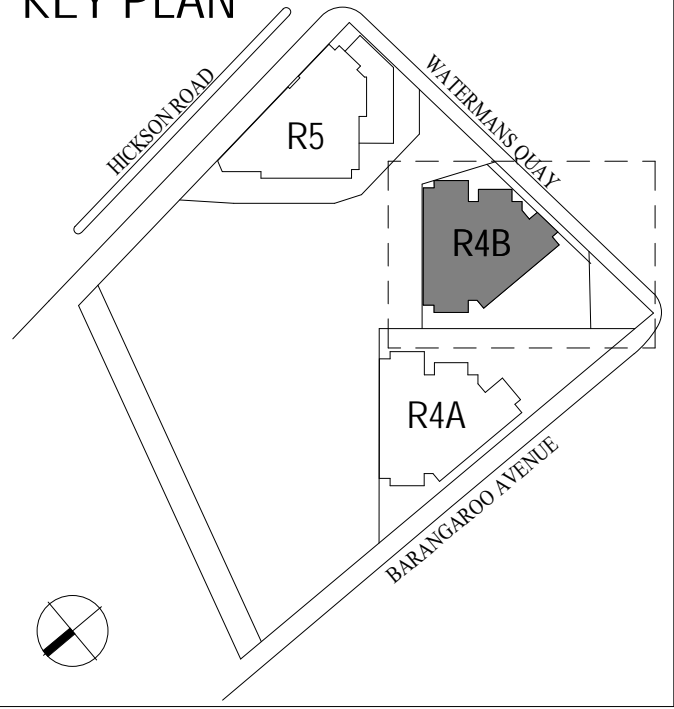 KEY PLAN
HICKSON ROAD
WATERMANS QUAY
R5
R4B
R4A
BARANGAROO AVENUE